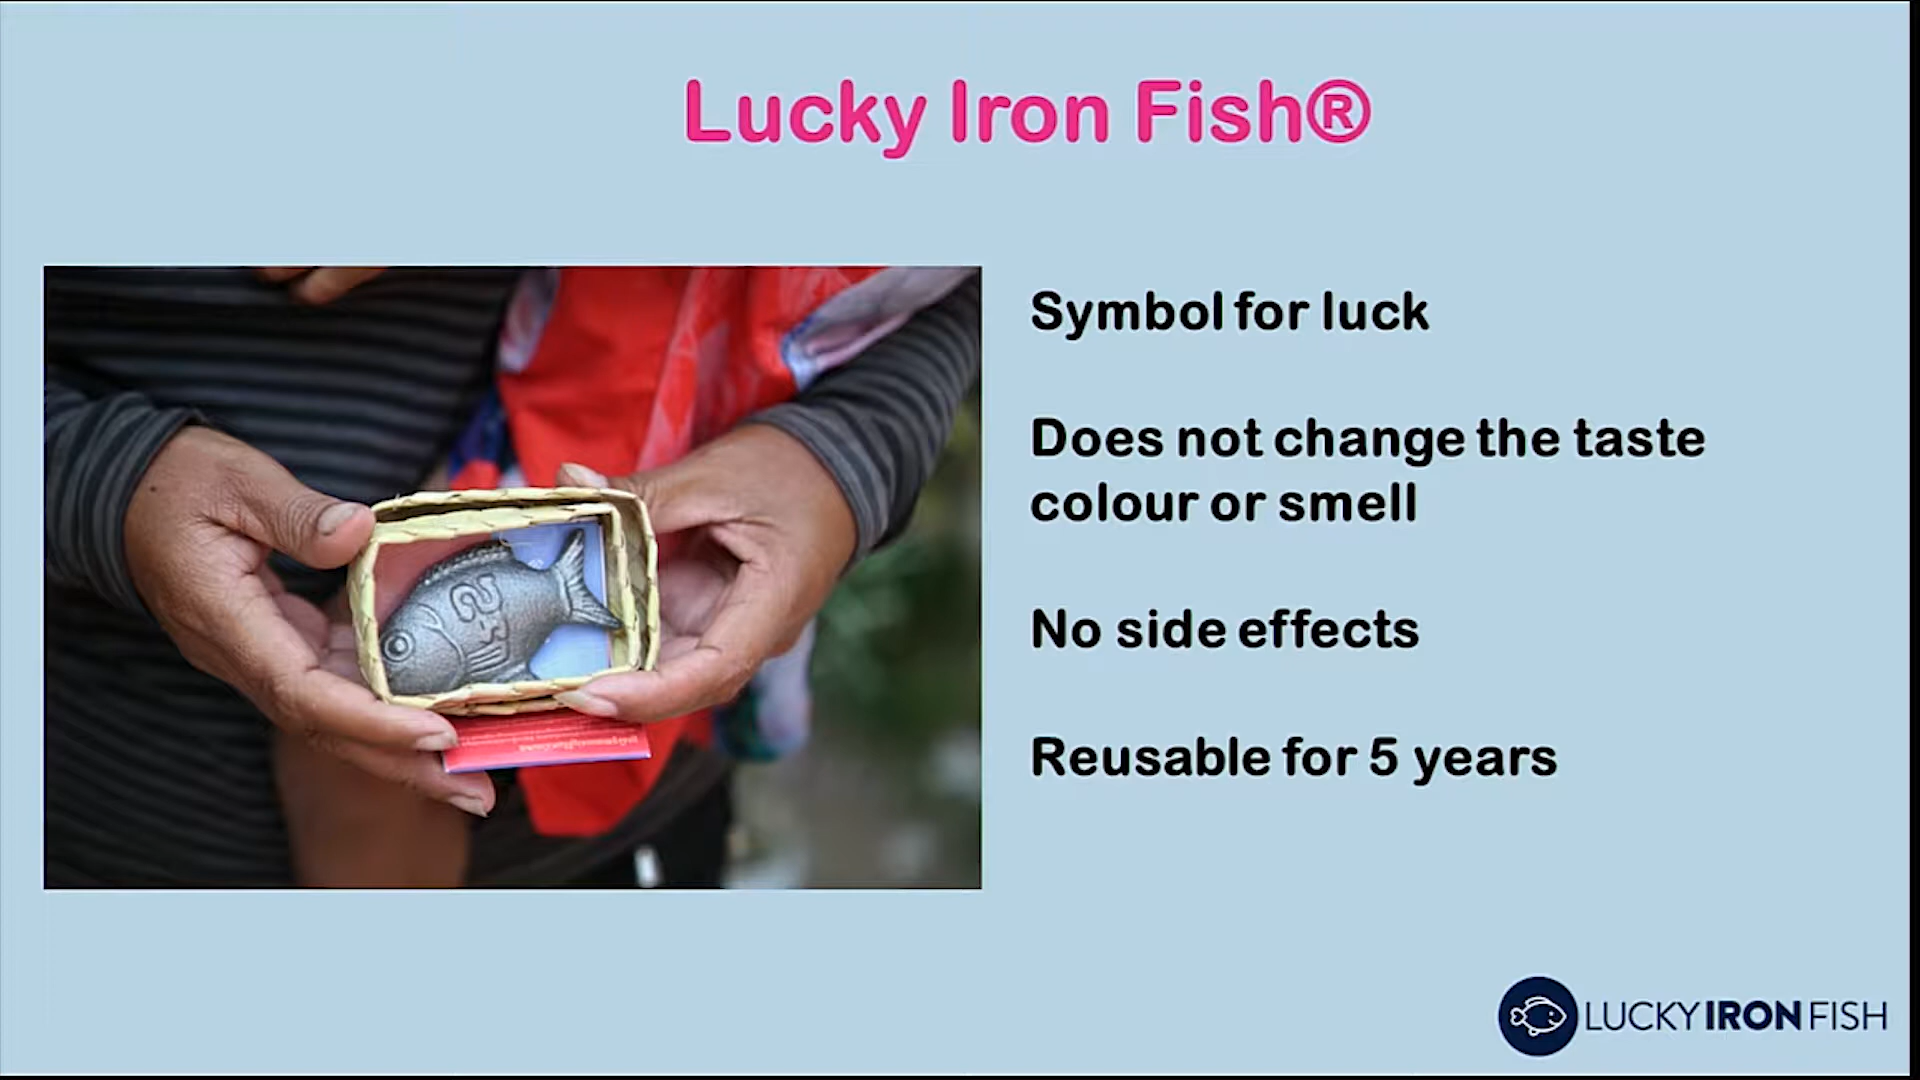 Lucky Iron Fish®
Symbol for luck
Does not change the taste
colour or smell
No side effects
Reusable for 5 years
LUCKY IRON FISH